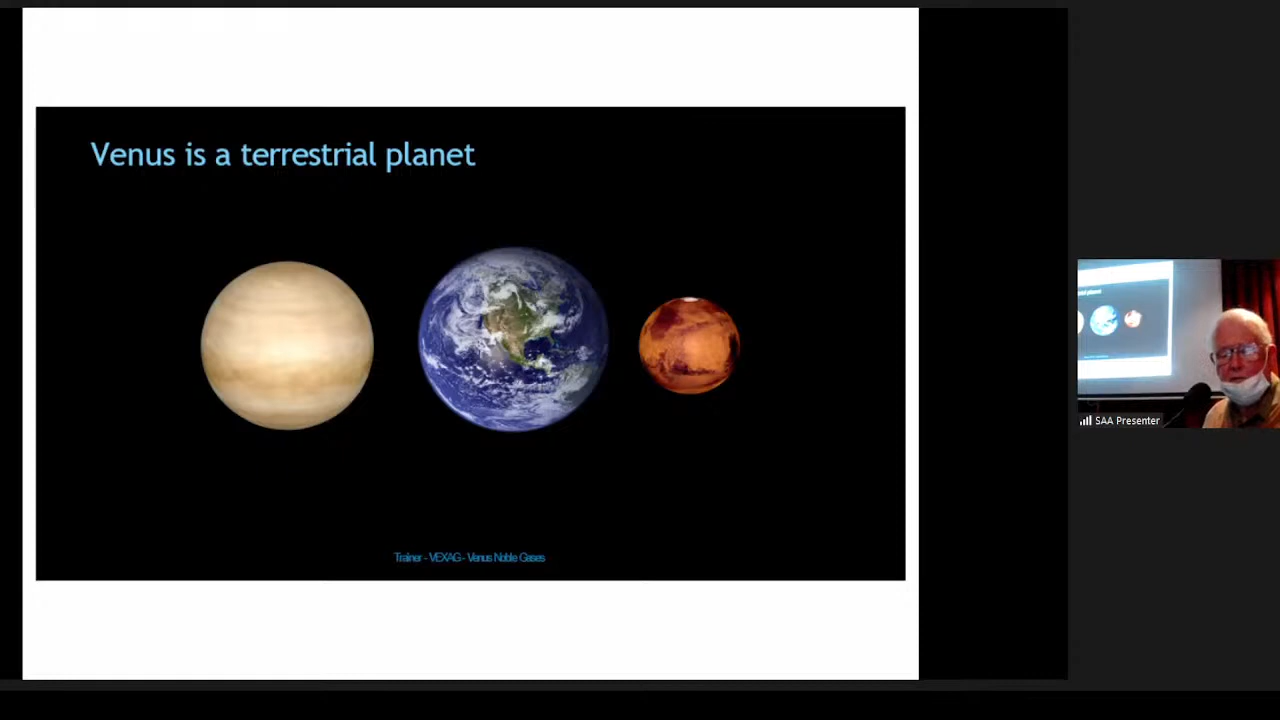 Venus is a terrestrial planet
Trainer - VEXAG - Venus Noble Gases
SAA Presenter